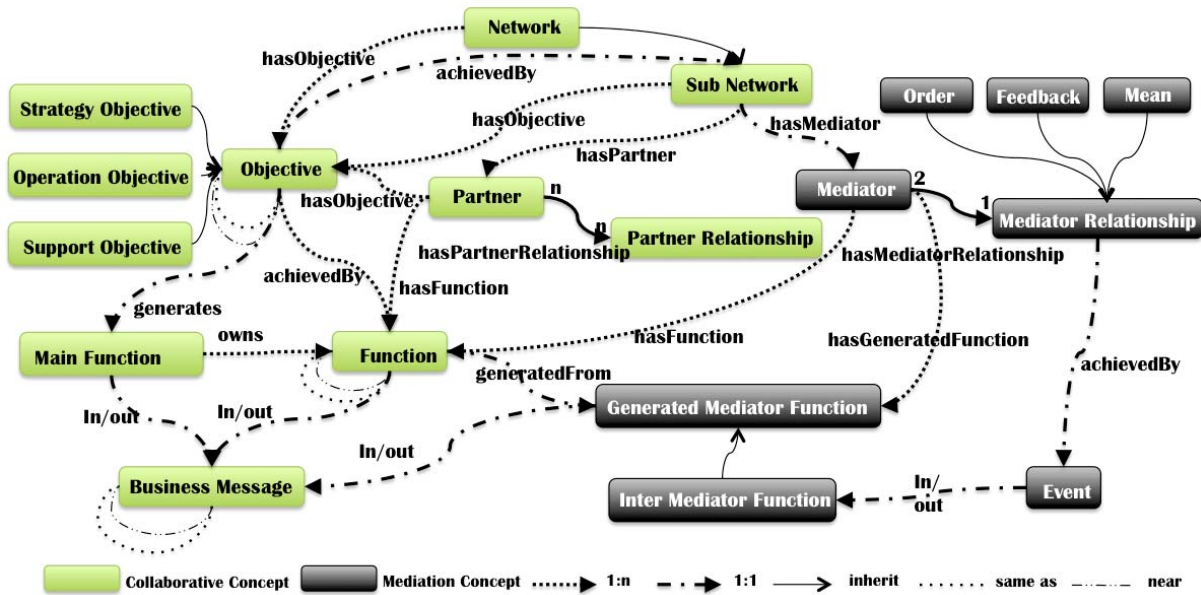 Network
hasObjective
achievedBy
Sub Network
Strategy Objective
Order
Feedback
Mean
hasObjective
hasMediator
hasPartner
Operation Objective
Objective
Mediator
2
hasObjective
Partner
n
1
Mediator Relationship
Support Objective
n
Partner Relationship
hasPartnerRelationship
hasMediatorRelationship
achievedBy
hasFunction
generates
owns
Main Function
Function
hasFunction
hasGeneratedFunction
generatedFrom
achievedBy
Generated Mediator Function
In/out
In/out
In/out
Business Message
Inter Mediator Function
In/
out
Event
Collaborative Concept
Mediation Concept
1:n
1:1
inherit
same as
near